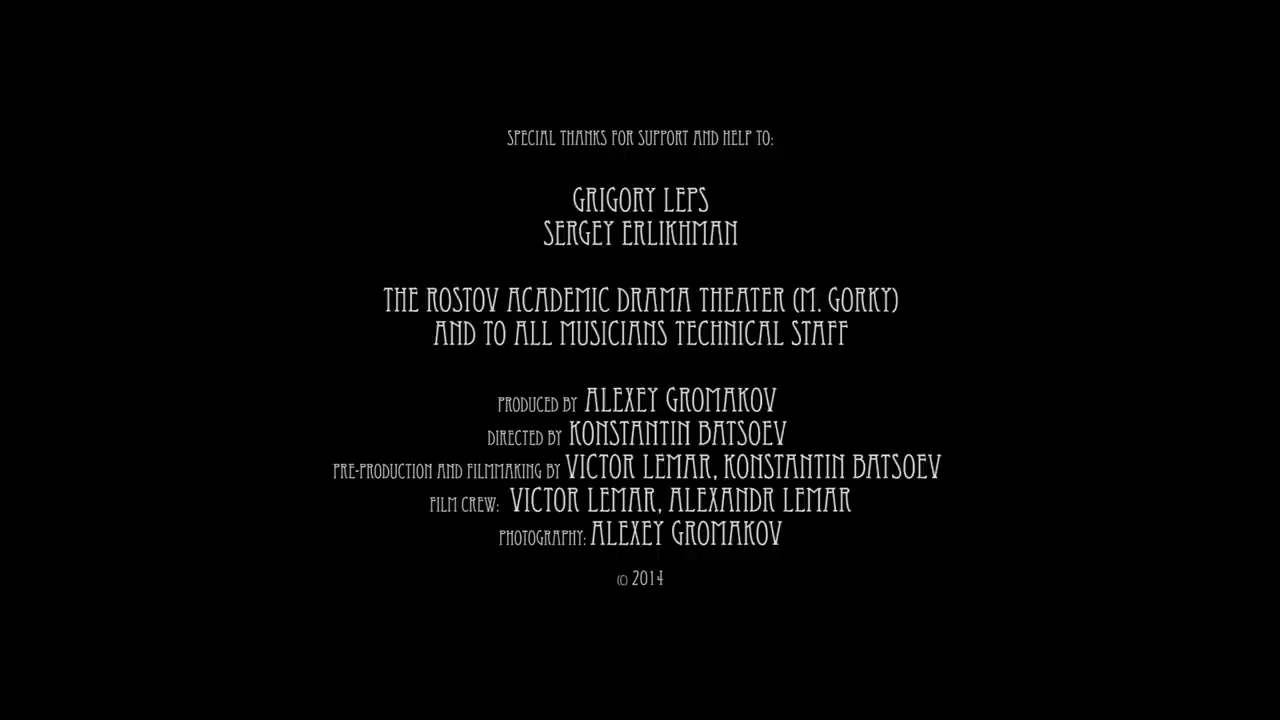 SPECIAL THANKS FOR SUPPORT AND HELP TO:
GRIGORY LEPS
SERGEY ERLIKHMAN
THE ROSTOV ACADEMIC DRAMA THEATER (M. GORKY)
AND TO ALL MUSICIANS TECHNICAL STAFF
PRODUCED BY ALEXEY GROMAKOV
DIRECTED BY KONSTANTIN BATSOEV
PRE-PRODUCTION AND FILMMAKING BY VICTOR LEMAR, KONSTANTIN BATSOEV
FILM CREW: VICTOR LEMAR, ALEXANDR LEMAR
PHOTOGRAPHY: ALEXEY GROMAKOV
© 2014